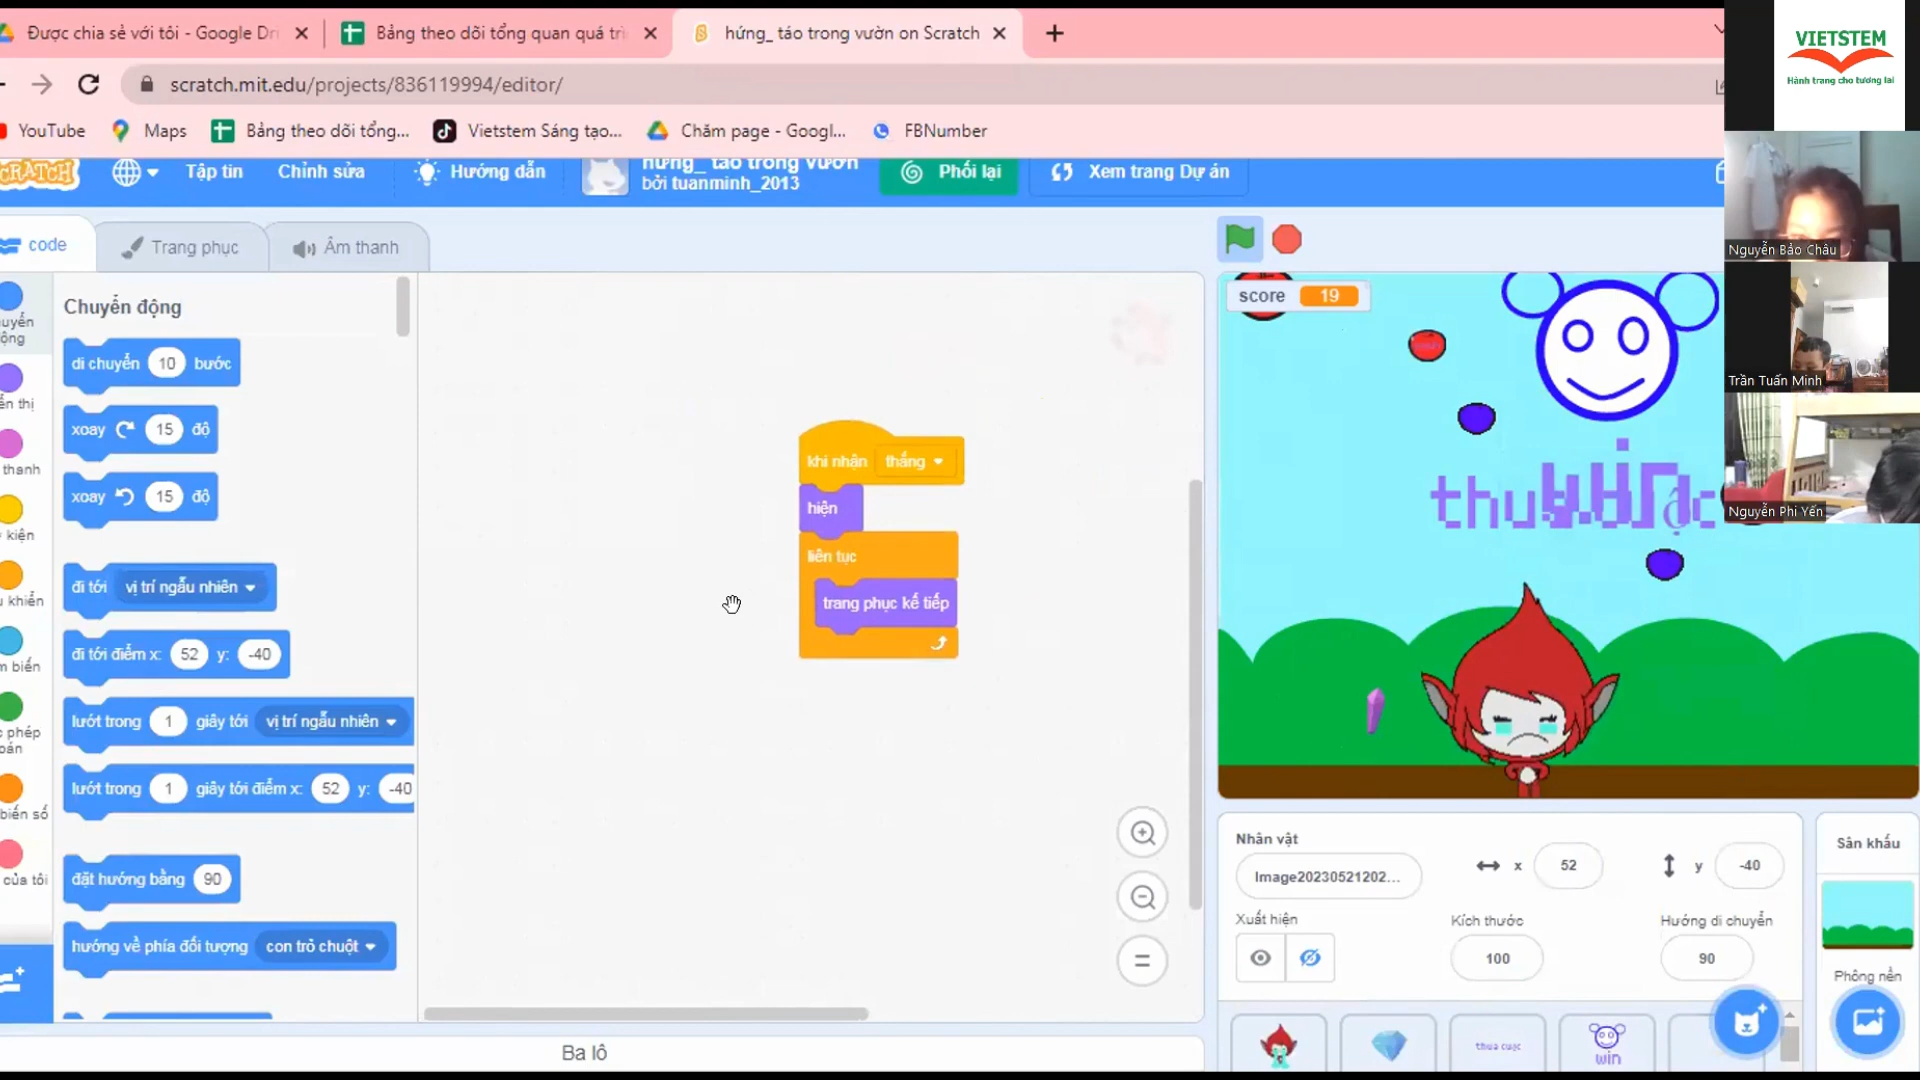 Được chia sẻ với tôi - Google Dri
Bảng theo dõi tổng quan quá trì
hứng_ táo trong vườn on Scratch
scratch.mit.edu/projects/836119994/editor/
YouTube
Maps
Bảng theo dõi tổng...
Vietstem Sáng tạo...
Chăm page - Googl...
FBNumber
VIETSTEM
Hành trang cho tương lai
Tập tin
Chỉnh sửa
Hướng dẫn
hứng_ táo trong vườn
bởi tuanminh_2013
Phối lại
Xem trang Dự án
code
Trang phục
Âm thanh
Nguyễn Bảo Châu
Trần Tuấn Minh
Nguyễn Phi Yến
Chuyển động
di chuyển 10 bước
xoay 15 độ
xoay 15 độ
đi tới vị trí ngẫu nhiên
đi tới điểm x: 52 y: -40
lướt trong 1 giây tới vị trí ngẫu nhiên
lướt trong 1 giây tới điểm x: 52 y: -40
đặt hướng bằng 90
hướng về phía đối tượng con trỏ chuột
khi nhận thắng
hiện
liên tục
trang phục kế tiếp
score 19
Nhân vật
Image20230521202...
x 52
y -40
Xuất hiện
Kích thước
Hướng di chuyển
100
90
Sân khấu
Phông nền
thua cuộc
win
Ba lô